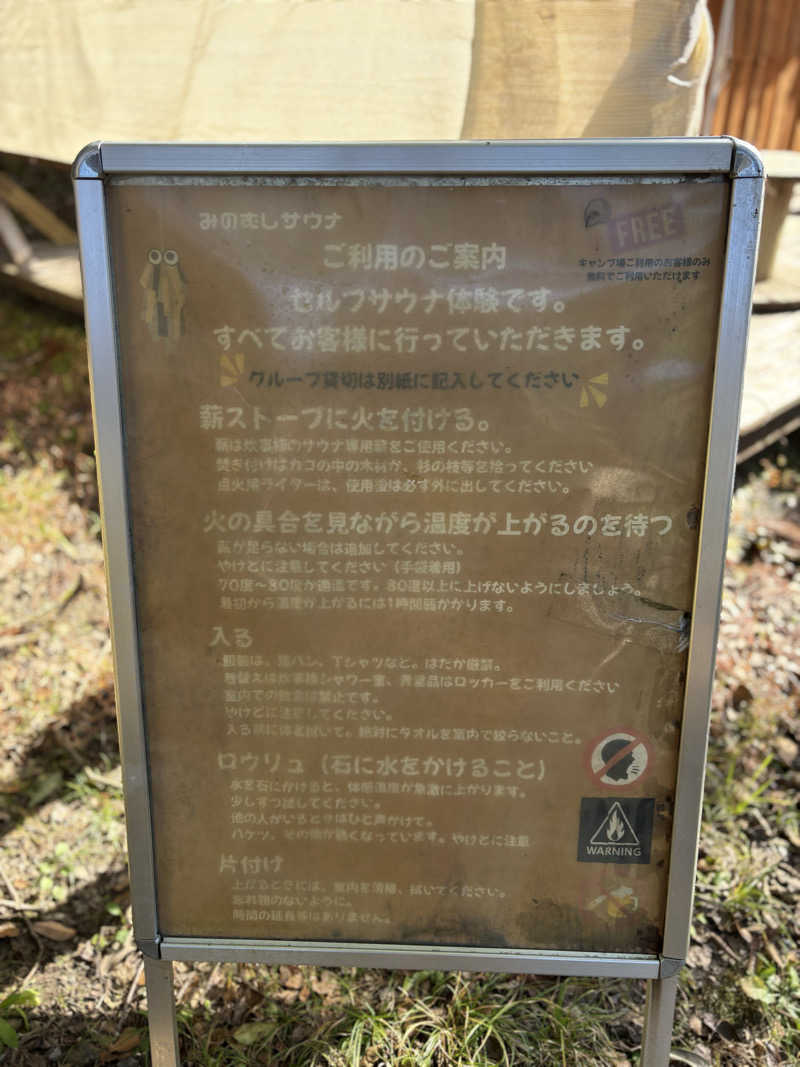 みのむしサウナ
FREE
ご利用のご案内
キャンプ場ご利用のお客様のみ
無料でご利用いただけます
セルフサウナ体験です。
すべてお客様に行っていただきます。
グループ貸切は別紙に記入してください
薪ストーブに火を付ける。
薪は炊事棟のサウナ専用薪をご使用ください。
焚き付けはカゴの中の木材か、杉の枝等を拾ってください
点火用ライターは、使用後は必ず外に出してください。
火の具合を見ながら温度が上がるのを待つ
薪が足らない場合は追加してください。
やけどに注意してください（手袋着用）
70度～80度が適温です。80度以上に上げないようにしましょう。
最初から温度が上がるには1時間弱かかります。
入る
服装は、短パン、Tシャツなど。はだか厳禁。
着替えは炊事棟シャワー室、貴重品はロッカーをご利用ください
室内での飲食は禁止です。
やけどに注意してください。
入る前に体を拭いて。絶対にタオルを室内で絞らないこと。
ロウリュ（石に水をかけること）
水を石にかけると、体感温度が急激に上がります。
少しずつ試してください。
他の人がいるときはひと声かけて。
バケツ、その他が熱くなっています。やけどに注意
WARNING
片付け
上がるときには、室内を清掃、拭いてください。
忘れ物のないように。
時間の延長等はありません。